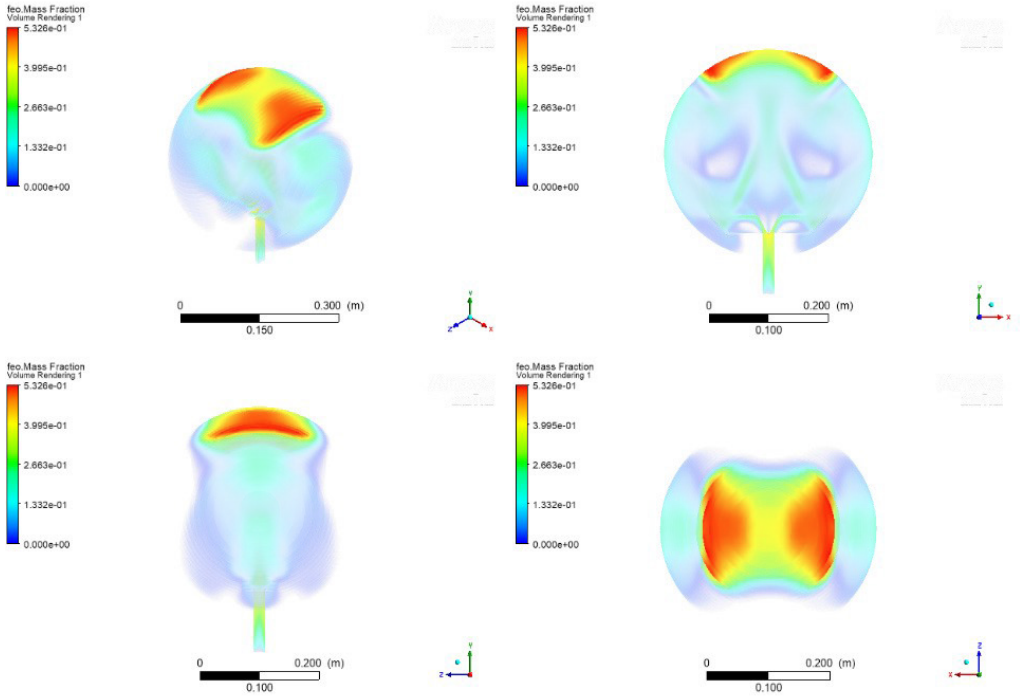 feo.Mass Fraction
Volume Rendering 1
5.326e-01
3.995e-01
2.663e-01
1.332e-01
0.000e+00
0
0.300 (m)
0.150
Y
Z
X
feo.Mass Fraction
Volume Rendering 1
5.326e-01
3.995e-01
2.663e-01
1.332e-01
0.000e+00
0
0.200 (m)
0.100
Y
X
feo.Mass Fraction
Volume Rendering 1
5.326e-01
3.995e-01
2.663e-01
1.332e-01
0.000e+00
0
0.200 (m)
0.100
Y
Z
feo.Mass Fraction
Volume Rendering 1
5.326e-01
3.995e-01
2.663e-01
1.332e-01
0.000e+00
0
0.200 (m)
0.100
Z
X